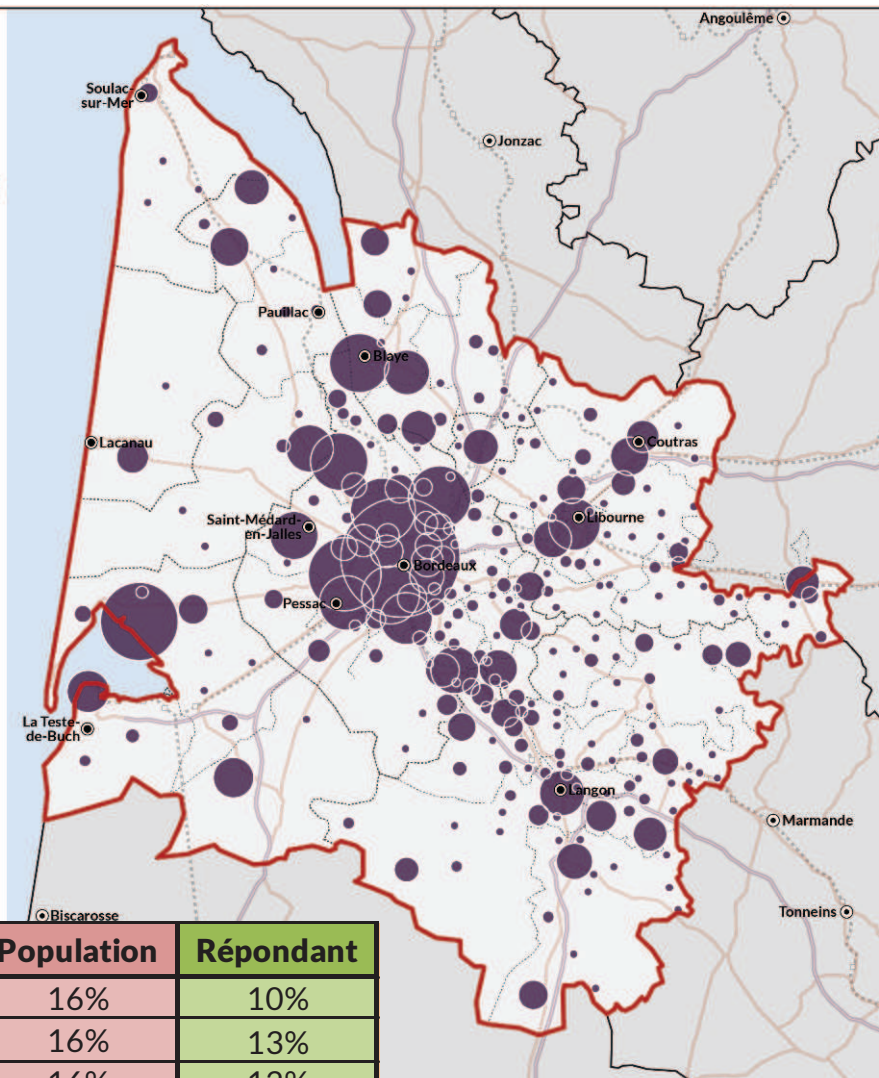 Angoulême
Soulac-
sur-Mer
Jonzac
Pauillac
Blaye
Lacanau
Coutras
Saint-Médard-
en-Jalles
Libourne
Bordeaux
Pessac
La Teste-
de-Buch
Langon
Marmande
Biscarosse
Tonneins
Population Répondant
16% 10%
16% 13%